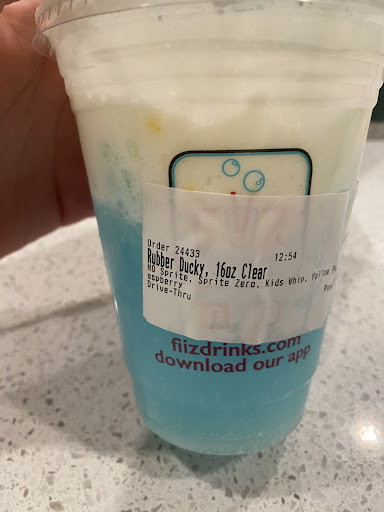 Order 24433 12:54
Rubber Ducky, 16oz Clear
NO Sprite, Sprite Zero, Kids Whip, Yellow
aspberry
Drive-Thru
fiizdrinks.com
download our app